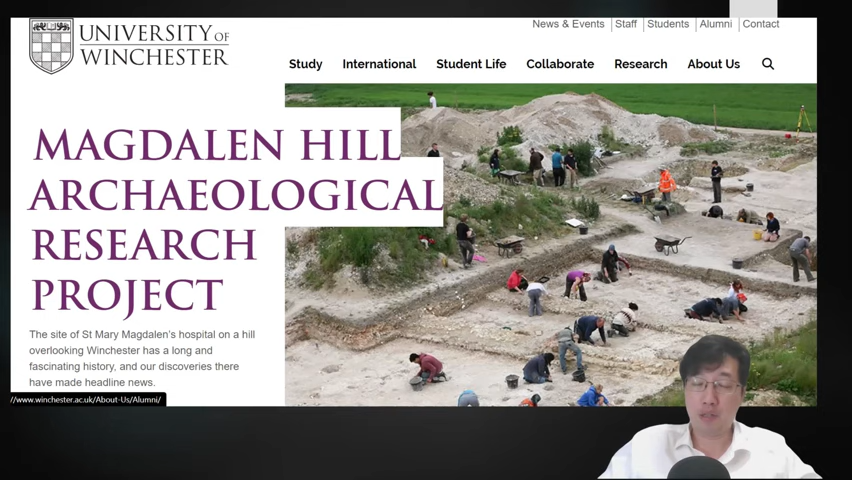 UNIVERSITY OF
WINCHESTER
News & Events
Staff
Students
Alumni
Contact
Study
International
Student Life
Collaborate
Research
About Us
MAGDALEN HILL
ARCHAEOLOGICAL
RESEARCH
PROJECT
The site of St Mary Magdalen's hospital on a hill
overlooking Winchester has a long and
fascinating history, and our discoveries there
have made headline news.
//www.winchester.ac.uk/About-Us/Alumni/